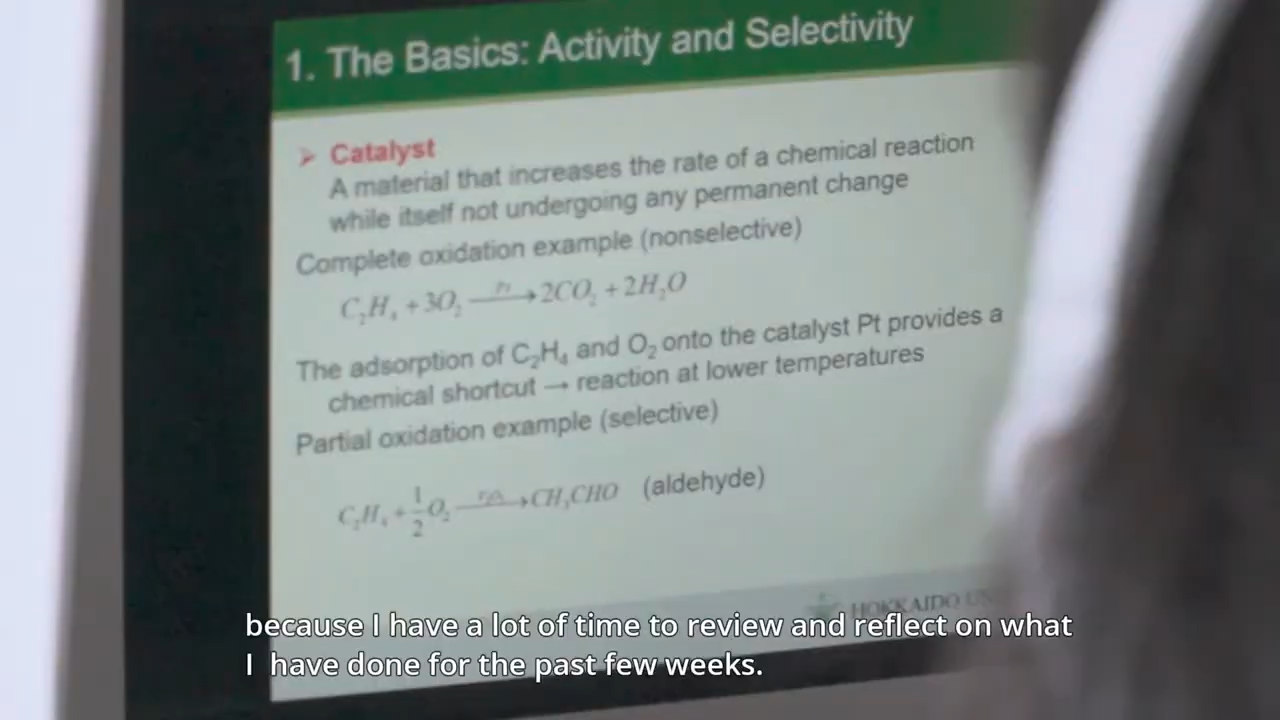 1. The Basics: Activity and Selectivity
➢ Catalyst
A material that increases the rate of a chemical reaction
while itself not undergoing any permanent change
Complete oxidation example (nonselective)
C₂H₄ + 3O₂ → 2CO₂ + 2H₂O
The adsorption of C₂H₄ and O₂ onto the catalyst Pt provides a
chemical shortcut → reaction at lower temperatures
Partial oxidation example (selective)
C₂H₄ + 1/2 O₂ → CH₃CHO (aldehyde)
HOKKAIDO
because I have a lot of time to review and reflect on what
I have done for the past few weeks.